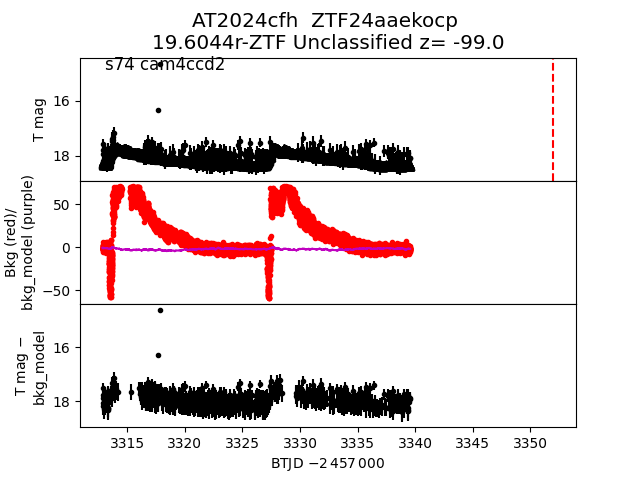 AT2024cfh  ZTF24aaekocp
19.6044r-ZTF Unclassified z= -99.0
s74 cam4ccd2
T mag
16
18
Bkg (red)/
bkg_model (purple)
50
0
−50
T mag −
bkg_model
16
18
3315 3320 3325 3330 3335 3340 3345 3350
BTJD −2 457 000